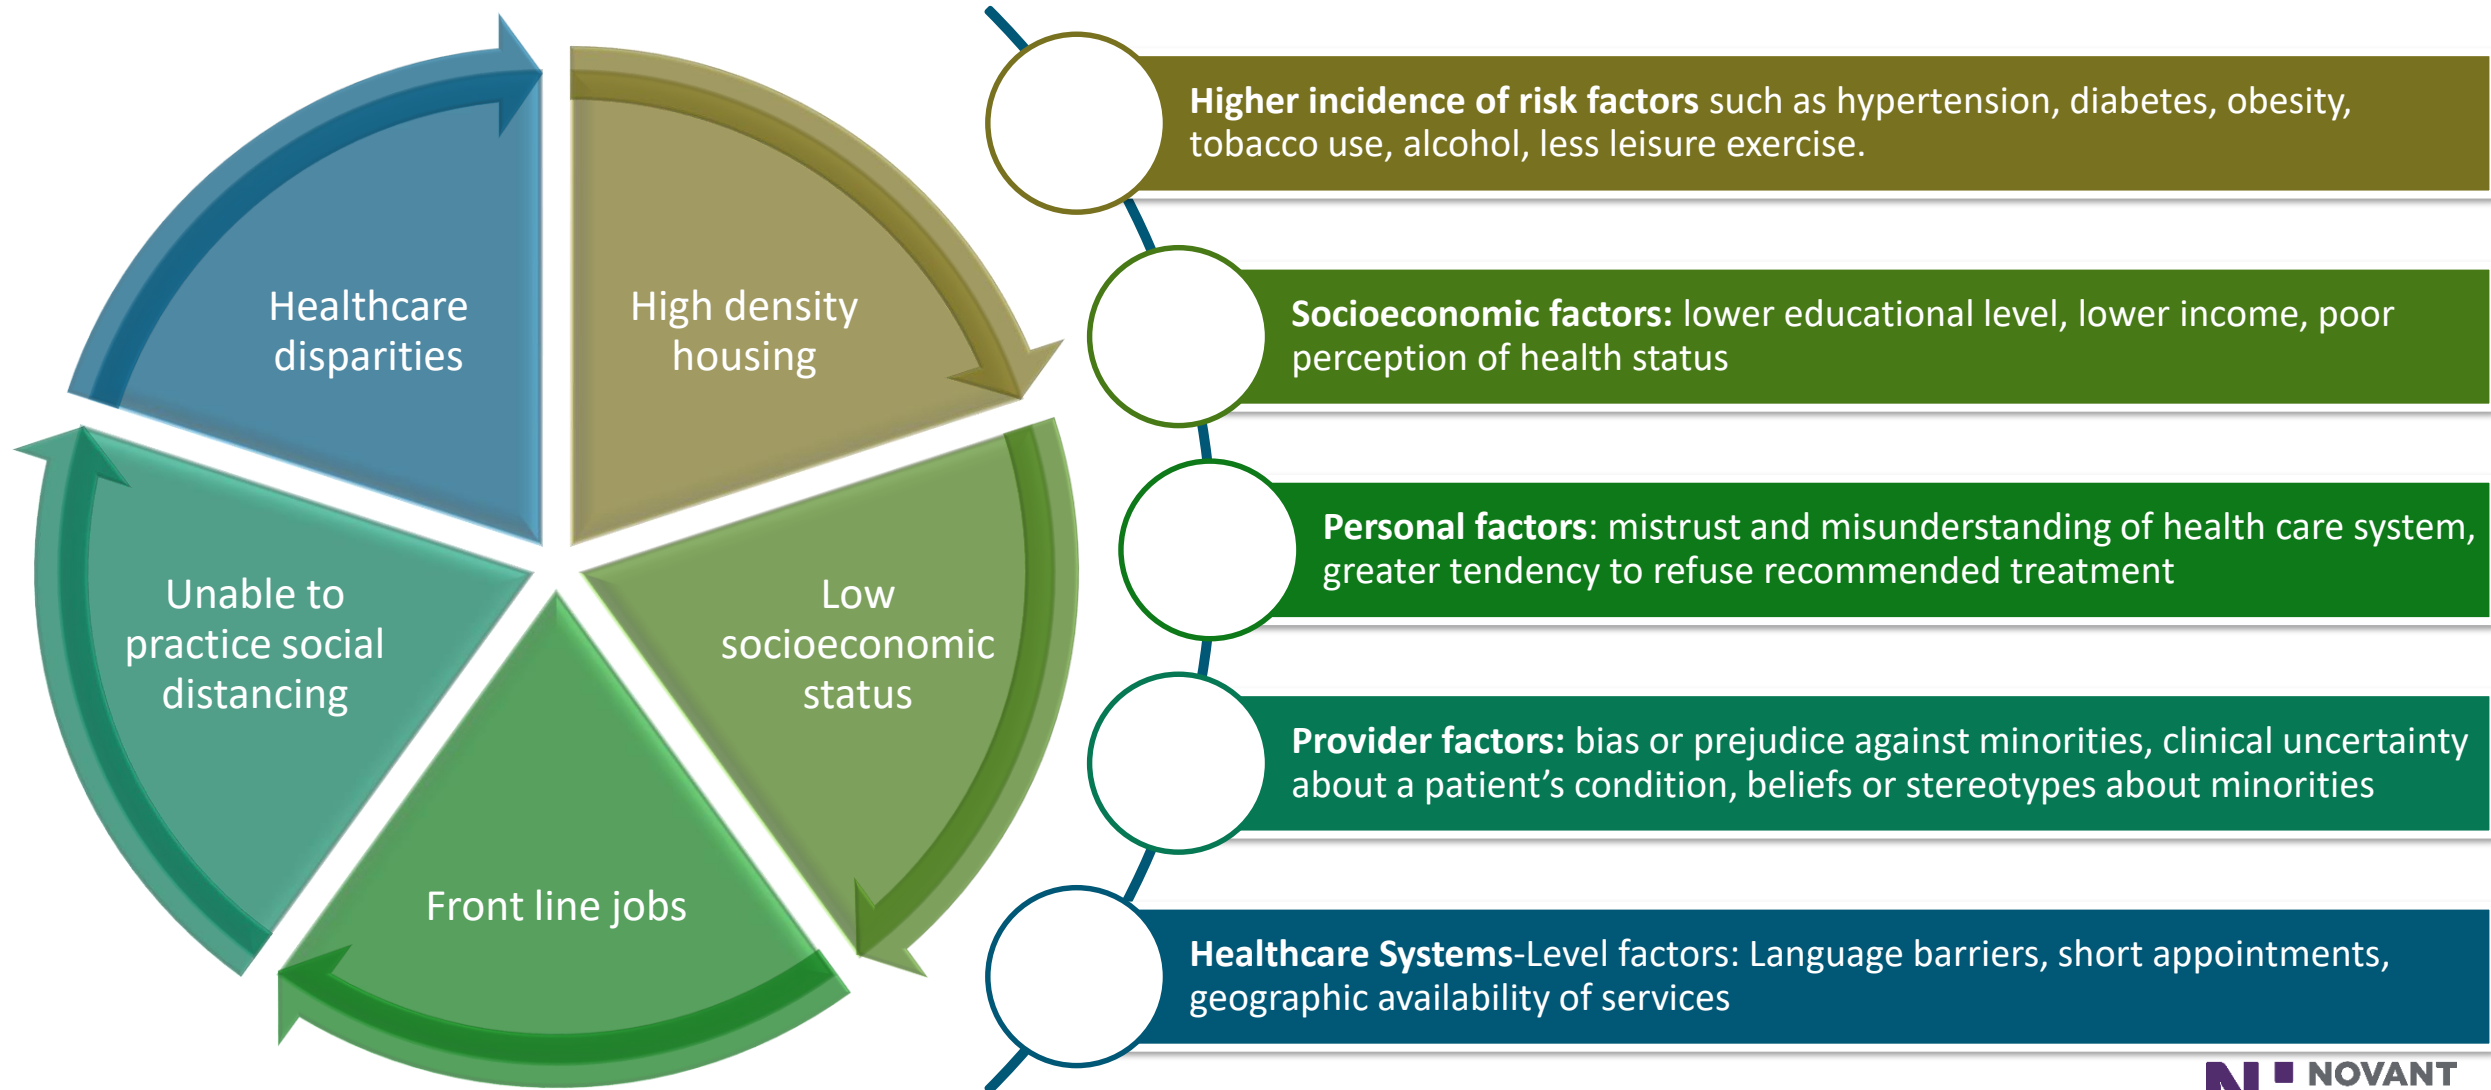 Healthcare
disparities
High density
housing
Unable to
practice social
distancing
Low
socioeconomic
status
Front line jobs
Higher incidence of risk factors such as hypertension, diabetes, obesity,
tobacco use, alcohol, less leisure exercise.
Socioeconomic factors: lower educational level, lower income, poor
perception of health status
Personal factors: mistrust and misunderstanding of health care system,
greater tendency to refuse recommended treatment
Provider factors: bias or prejudice against minorities, clinical uncertainty
about a patient’s condition, beliefs or stereotypes about minorities
Healthcare Systems-Level factors: Language barriers, short appointments,
geographic availability of services
NOVANT